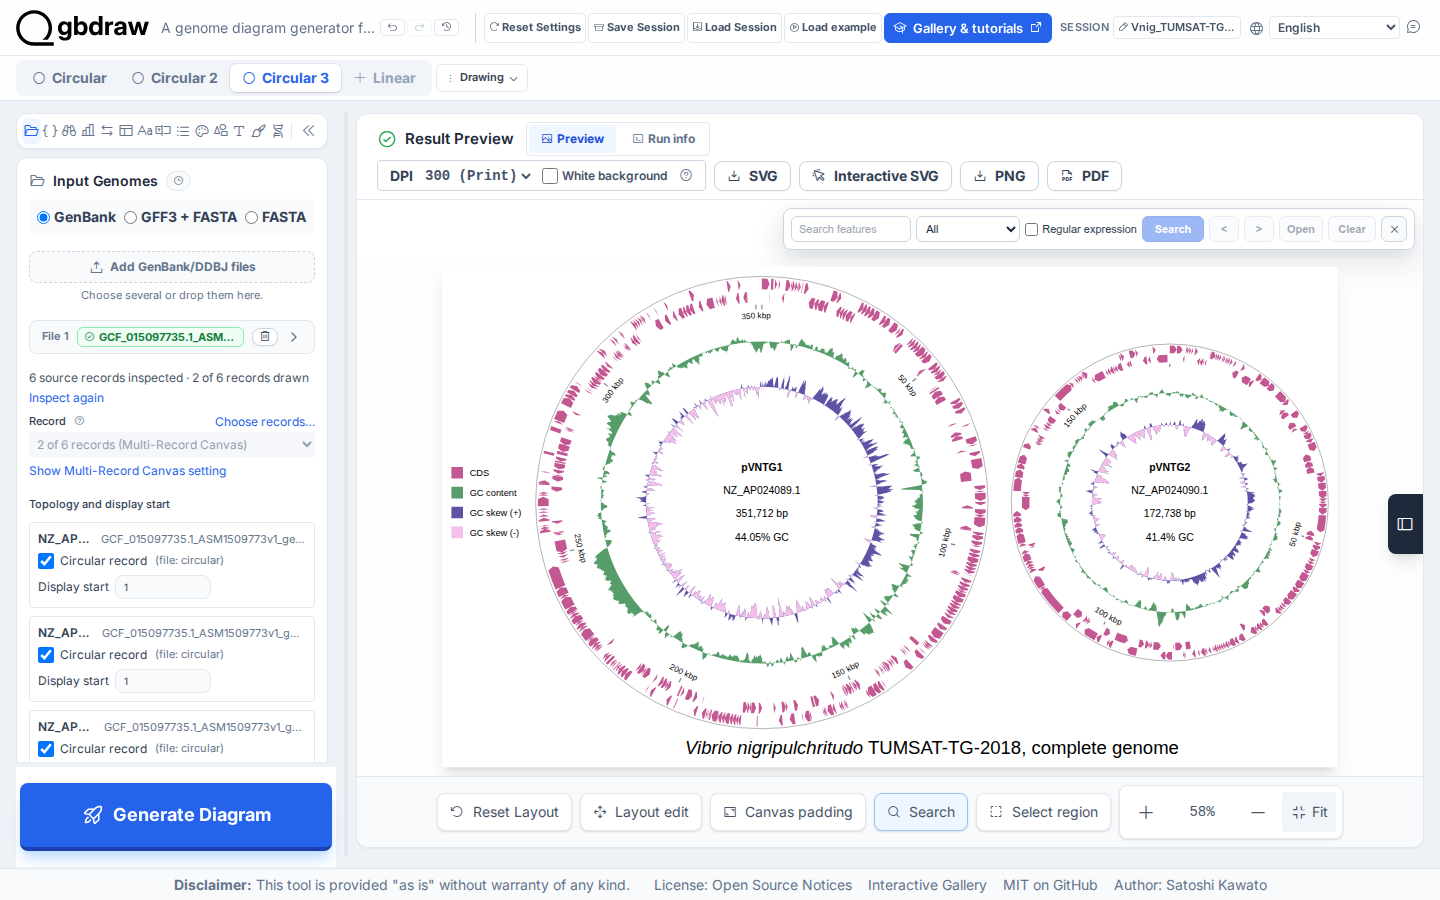 gbdraw
A genome diagram generator f...
Reset Settings
Save Session
Load Session
Load example
Gallery & tutorials
SESSION
Vnig_TUMSAT-TG...
English
Circular
Circular 2
Circular 3
Linear
Drawing
Input Genomes
GenBank
GFF3 + FASTA
FASTA
Add GenBank/DDBJ files
Choose several or drop them here.
File 1
GCF_015097735.1_ASM...
6 source records inspected · 2 of 6 records drawn
Inspect again
Record
Choose records...
2 of 6 records (Multi-Record Canvas)
Show Multi-Record Canvas setting
Topology and display start
NZ_AP...
GCF_015097735.1_ASM1509773v1_ge...
Circular record
(file: circular)
Display start
1
NZ_AP...
GCF_015097735.1_ASM1509773v1_g...
Circular record
(file: circular)
Display start
1
NZ_AP...
GCF_015097735.1_ASM1509773v1_g...
Circular record
(file: circular)
Generate Diagram
Result Preview
Preview
Run info
DPI
300 (Print)
White background
SVG
Interactive SVG
PNG
PDF
Search features
All
Regular expression
Search
<
>
Open
Clear
CDS
GC content
GC skew (+)
GC skew (-)
350 kbp
50 kbp
100 kbp
150 kbp
200 kbp
250 kbp
300 kbp
pVNTG1
NZ_AP024089.1
351,712 bp
44.05% GC
50 kbp
100 kbp
150 kbp
pVNTG2
NZ_AP024090.1
172,738 bp
41.4% GC
Vibrio nigripulchritudo TUMSAT-TG-2018, complete genome
Reset Layout
Layout edit
Canvas padding
Search
Select region
58%
Fit
Disclaimer: This tool is provided "as is" without warranty of any kind.
License: Open Source Notices
Interactive Gallery
MIT on GitHub
Author: Satoshi Kawato